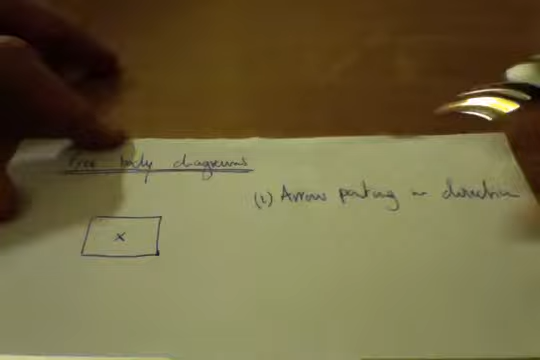 Free body diagrams
(1) Arrow pointing in direction
x